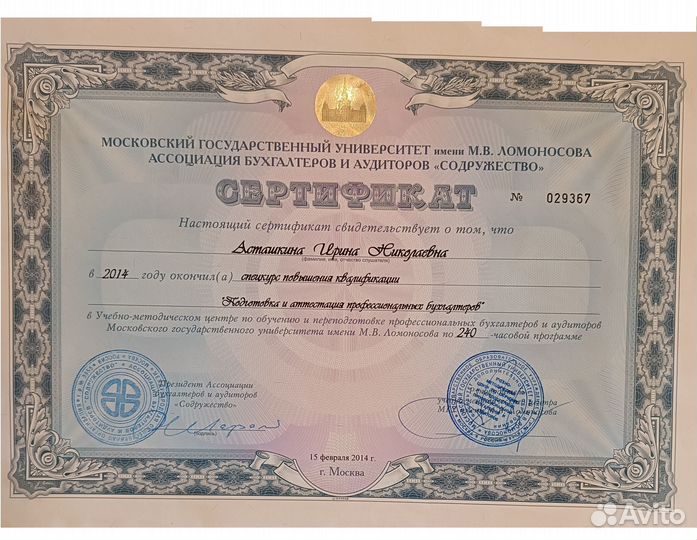 МОСКОВСКИЙ ГОСУДАРСТВЕННЫЙ УНИВЕРСИТЕТ имени М.В. ЛОМОНОСОВА
АССОЦИАЦИЯ БУХГАЛТЕРОВ И АУДИТОРОВ «СОДРУЖЕСТВО»
СЕРТИФИКАТ
№ 029367
Настоящий сертификат свидетельствует о том, что
Асташкина Ирина Николаевна
(фамилия, имя, отчество слушателя)
в 2014 году окончил(а) спецкурс повышения квалификации
"Подготовка и аттестация профессиональных бухгалтеров"
в Учебно-методическом центре по обучению и переподготовке профессиональных бухгалтеров и аудиторов
Московского государственного университета имени М.В. Ломоносова по 240 -часовой программе
Президент Ассоциации
бухгалтеров и аудиторов
«Содружество»
(подпись)
15 февраля 2014 г.
г. Москва
Avito